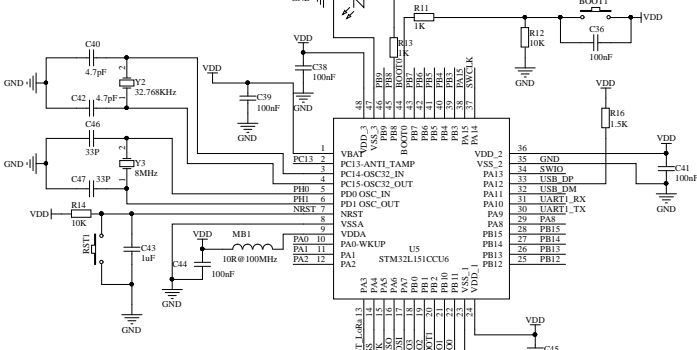 BOOT1
R11
1K
VDD
C36
100nF
R12
10K
GND
R13
1K
VDD
C38
100nF
GND
C40
4.7pF
GND
Y2
32.768KHz
2
1
C42
4.7pF
VDD
C39
100nF
GND
C46
33P
GND
Y3
8MHz
2
1
C47
33P
VDD
R14
10K
RST1
C43
1uF
GND
C44
100nF
GND
VDD
MB1
10R@100MHz
48
47
46 PB9
45 PB8
44 BOOT0
43 PB7
42 PB6
41 PB5
40 PB4
39 PB3
38 PA15
37 SWCLK
VDD_3
VSS_3
PB9
PB8
BOOT0
PB7
PB6
PB5
PB4
PB3
PA15
PA14
1 VBAT
PC13 2 PC13-ANTI_TAMP
3 PC14-OSC32_IN
4 PC15-OSC32_OUT
PH0 5 PD0 OSC_IN
PH1 6 PD1 OSC_OUT
NRST 7 NRST
8 VSSA
9 VDDA
PA0 10 PA0-WKUP
PA1 11 PA1
PA2 12 PA2
U5
STM32L151CCU6
VDD_2 36
VSS_2 35 GND
PA13 34 SWIO
PA12 33 USB_DP
PA11 32 USB_DM
PA10 31 UART1_RX
PA9 30 UART1_TX
PA8 29 PA8
PB15 28 PB15
PB14 27 PB14
PB13 26 PB13
PB12 25 PB12
VDD
R16
1.5K
VDD
C41
100nF
GND
PA3
PA4
PA5
PA6
PA7
PB0
PB1
PB2
PB10
PB11
VSS_1
VDD_1
13
14
15
16
17
18
19
20
21
22
23
24
VDD
C45